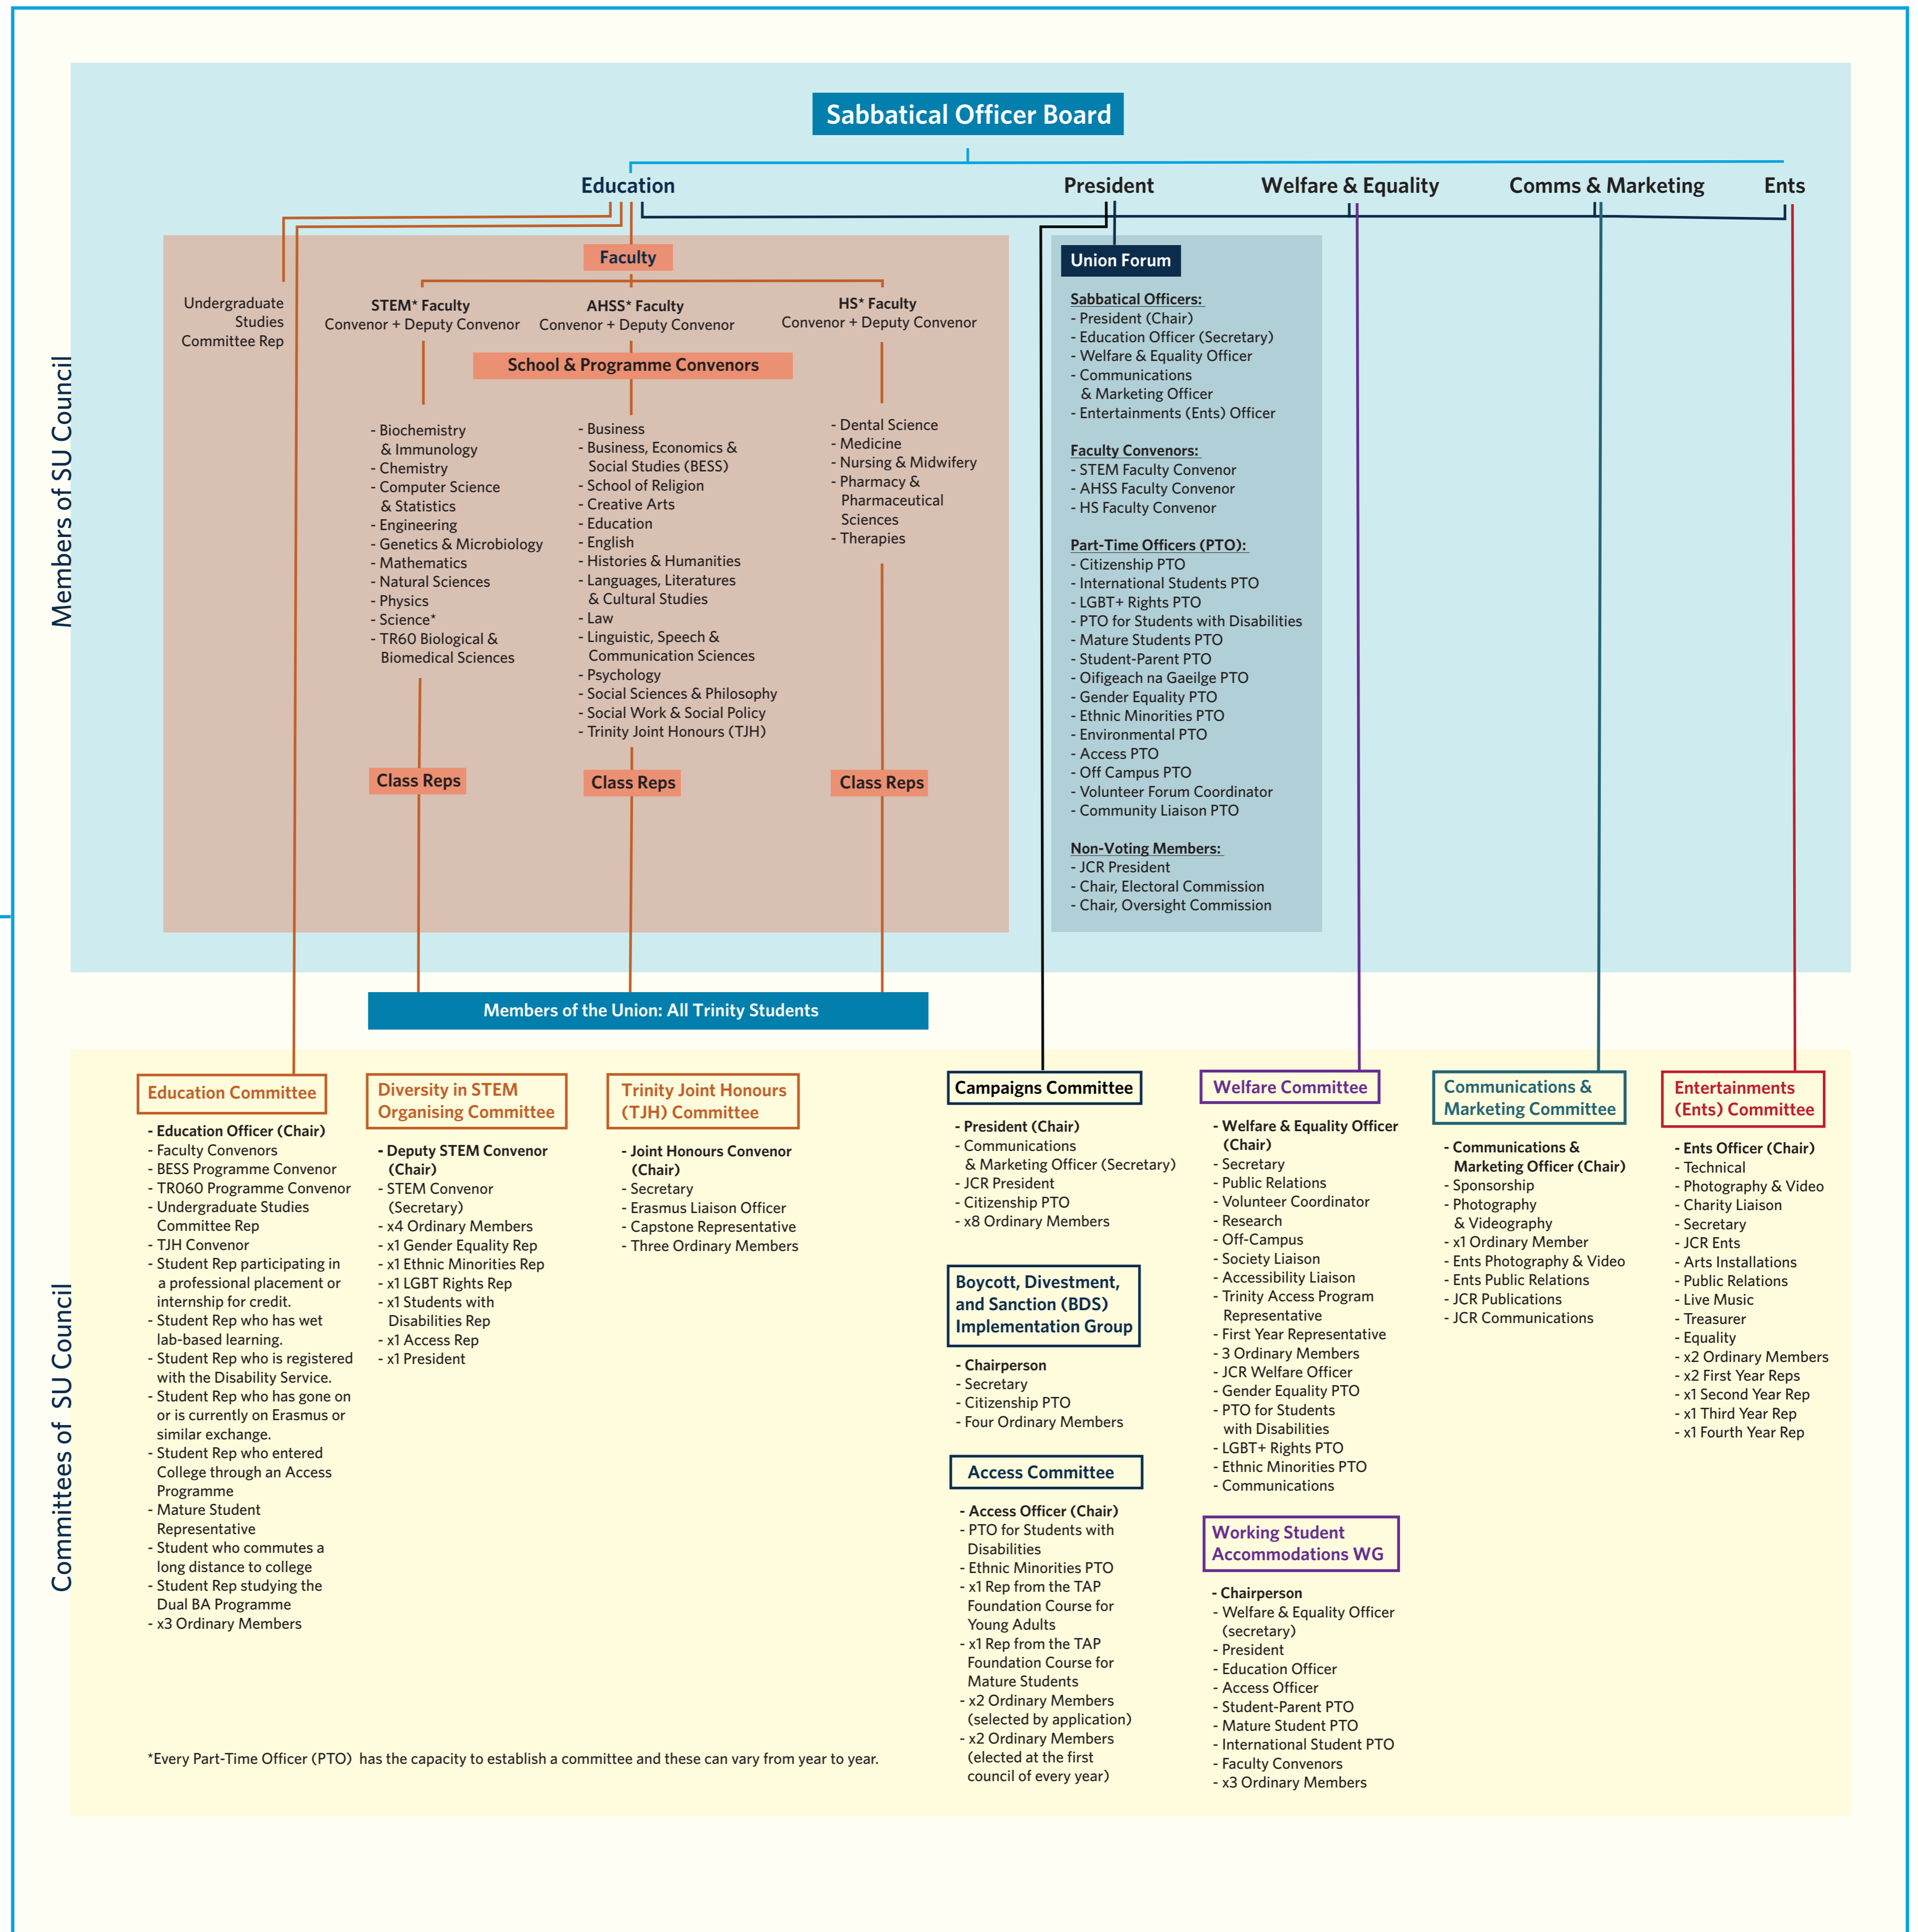 Sabbatical Officer Board
Education
President
Welfare & Equality
Comms & Marketing
Ents
Members of SU Council
Undergraduate
Studies
Committee Rep
Faculty
STEM* Faculty
Convenor + Deputy Convenor
AHSS* Faculty
Convenor + Deputy Convenor
HS* Faculty
Convenor + Deputy Convenor
School & Programme Convenors
- Biochemistry
& Immunology
- Chemistry
- Computer Science
& Statistics
- Engineering
- Genetics & Microbiology
- Mathematics
- Natural Sciences
- Physics
- Science*
- TR60 Biological &
Biomedical Sciences
- Business
- Business, Economics &
Social Studies (BESS)
- School of Religion
- Creative Arts
- Education
- English
- Histories & Humanities
- Languages, Literatures
& Cultural Studies
- Law
- Linguistic, Speech &
Communication Sciences
- Psychology
- Social Sciences & Philosophy
- Social Work & Social Policy
- Trinity Joint Honours (TJH)
- Dental Science
- Medicine
- Nursing & Midwifery
- Pharmacy &
Pharmaceutical
Sciences
- Therapies
Class Reps
Class Reps
Class Reps
Union Forum
Sabbatical Officers:
- President (Chair)
- Education Officer (Secretary)
- Welfare & Equality Officer
- Communications
& Marketing Officer
- Entertainments (Ents) Officer
Faculty Convenors:
- STEM Faculty Convenor
- AHSS Faculty Convenor
- HS Faculty Convenor
Part-Time Officers (PTO):
- Citizenship PTO
- International Students PTO
- LGBT+ Rights PTO
- PTO for Students with Disabilities
- Mature Students PTO
- Student-Parent PTO
- Oifigeach na Gaeilge PTO
- Gender Equality PTO
- Ethnic Minorities PTO
- Environmental PTO
- Access PTO
- Off Campus PTO
- Volunteer Forum Coordinator
- Community Liaison PTO
Non-Voting Members:
- JCR President
- Chair, Electoral Commission
- Chair, Oversight Commission
Members of the Union: All Trinity Students
Committees of SU Council
Education Committee
- Education Officer (Chair)
- Faculty Convenors
- BESS Programme Convenor
- TR060 Programme Convenor
- Undergraduate Studies
Committee Rep
- TJH Convenor
- Student Rep participating in
a professional placement or
internship for credit.
- Student Rep who has wet
lab-based learning.
- Student Rep who is registered
with the Disability Service.
- Student Rep who has gone on
or is currently on Erasmus or
similar exchange.
- Student Rep who entered
College through an Access
Programme
- Mature Student
Representative
- Student who commutes a
long distance to college
- Student Rep studying the
Dual BA Programme
- x3 Ordinary Members
Diversity in STEM
Organising Committee
- Deputy STEM Convenor
(Chair)
- STEM Convenor
(Secretary)
- x4 Ordinary Members
- x1 Gender Equality Rep
- x1 Ethnic Minorities Rep
- x1 LGBT Rights Rep
- x1 Students with
Disabilities Rep
- x1 Access Rep
- x1 President
Trinity Joint Honours
(TJH) Committee
- Joint Honours Convenor
(Chair)
- Secretary
- Erasmus Liaison Officer
- Capstone Representative
- Three Ordinary Members
Campaigns Committee
- President (Chair)
- Communications
& Marketing Officer (Secretary)
- JCR President
- Citizenship PTO
- x8 Ordinary Members
Boycott, Divestment,
and Sanction (BDS)
Implementation Group
- Chairperson
- Secretary
- Citizenship PTO
- Four Ordinary Members
Access Committee
- Access Officer (Chair)
- PTO for Students with
Disabilities
- Ethnic Minorities PTO
- x1 Rep from the TAP
Foundation Course for
Young Adults
- x1 Rep from the TAP
Foundation Course for
Mature Students
- x2 Ordinary Members
(selected by application)
- x2 Ordinary Members
(elected at the first
council of every year)
Welfare Committee
- Welfare & Equality Officer
(Chair)
- Secretary
- Public Relations
- Volunteer Coordinator
- Research
- Off-Campus
- Society Liaison
- Accessibility Liaison
- Trinity Access Program
Representative
- First Year Representative
- 3 Ordinary Members
- JCR Welfare Officer
- Gender Equality PTO
- PTO for Students
with Disabilities
- LGBT+ Rights PTO
- Ethnic Minorities PTO
- Communications
Working Student
Accommodations WG
- Chairperson
- Welfare & Equality Officer
(secretary)
- President
- Education Officer
- Access Officer
- Student-Parent PTO
- Mature Student PTO
- International Student PTO
- Faculty Convenors
- x3 Ordinary Members
Communications &
Marketing Committee
- Communications &
Marketing Officer (Chair)
- Sponsorship
- Photography
& Videography
- x1 Ordinary Member
- Ents Photography & Video
- Ents Public Relations
- JCR Publications
- JCR Communications
Entertainments
(Ents) Committee
- Ents Officer (Chair)
- Technical
- Photography & Video
- Charity Liaison
- Secretary
- JCR Ents
- Arts Installations
- Public Relations
- Live Music
- Treasurer
- Equality
- x2 Ordinary Members
- x2 First Year Reps
- x1 Second Year Rep
- x1 Third Year Rep
- x1 Fourth Year Rep
*Every Part-Time Officer (PTO) has the capacity to establish a committee and these can vary from year to year.